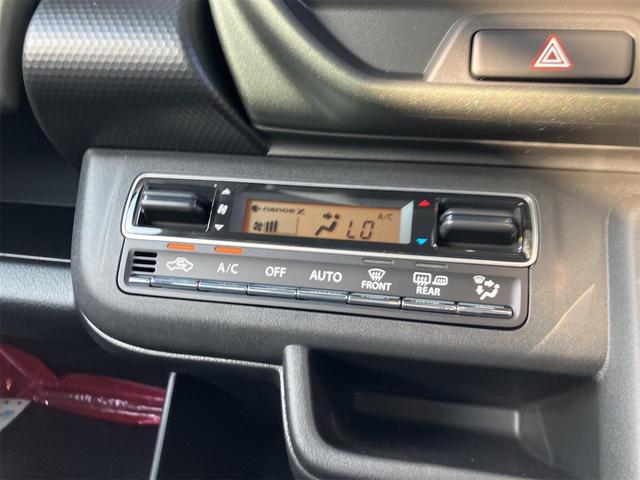 nanoe X
A/C
LO
A/C
OFF
AUTO
FRONT
REAR